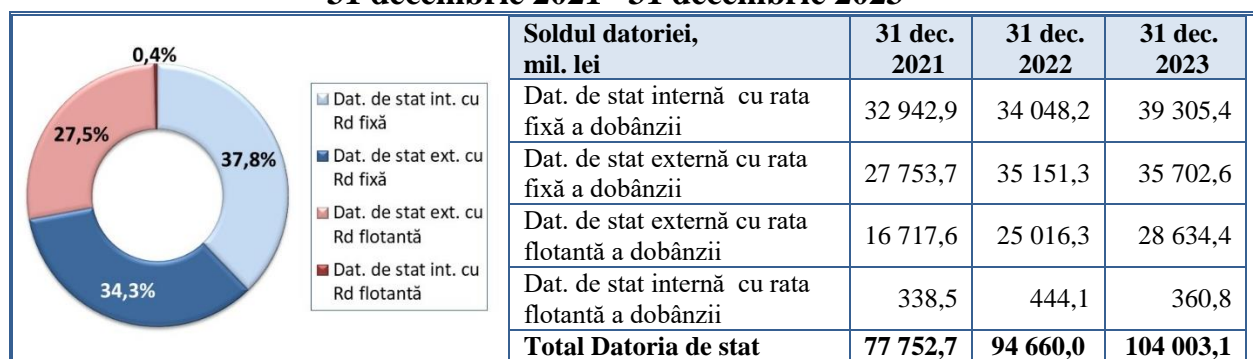 31 decembrie 2021 - 31 decembrie 2023
0,4%
27,5%
37,8%
34,3%
Dat. de stat int. cu
Rd fixă
Dat. de stat ext. cu
Rd fixă
Dat. de stat ext. cu
Rd flotantă
Dat. de stat int. cu
Rd flotantă
Soldul datoriei, 31 dec. 31 dec. 31 dec.
mil. lei 2021 2022 2023
Dat. de stat internă cu rata
fixă a dobânzii 32 942,9 34 048,2 39 305,4
Dat. de stat externă cu rata
fixă a dobânzii 27 753,7 35 151,3 35 702,6
Dat. de stat externă cu rata
flotantă a dobânzii 16 717,6 25 016,3 28 634,4
Dat. de stat internă cu rata
flotantă a dobânzii 338,5 444,1 360,8
Total Datoria de stat 77 752,7 94 660,0 104 003,1